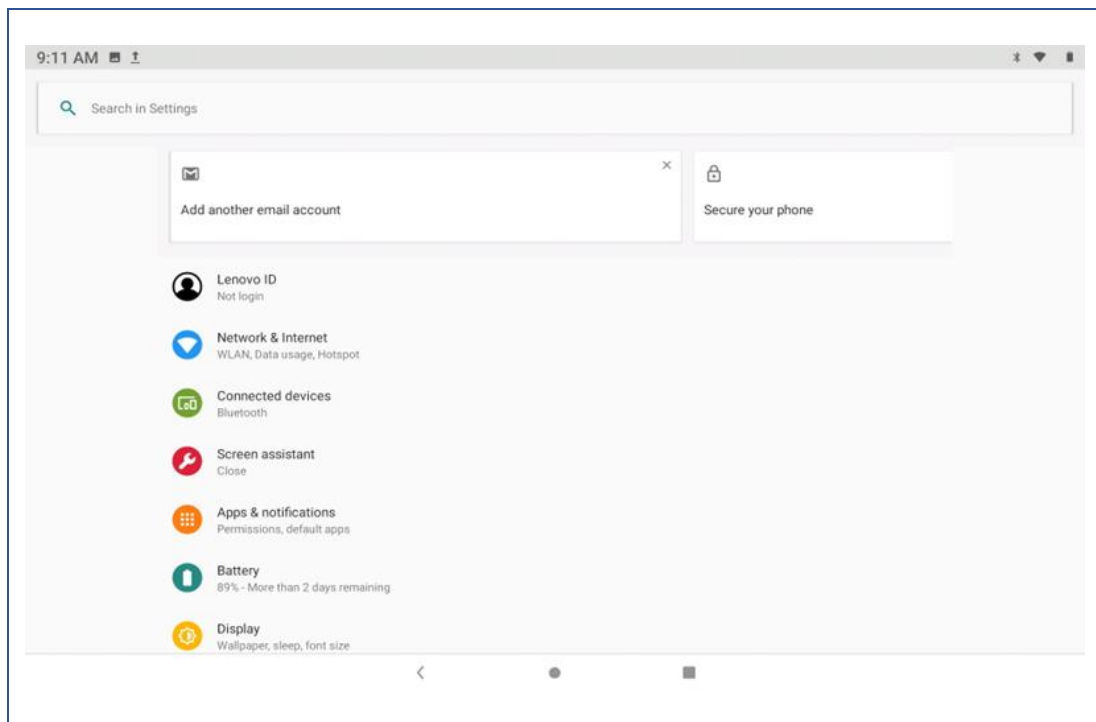 9:11 AM
Search in Settings
Add another email account
Secure your phone
Lenovo ID
Not login
Network & Internet
WLAN, Data usage, Hotspot
Connected devices
Bluetooth
Screen assistant
Close
Apps & notifications
Permissions, default apps
Battery
89% - More than 2 days remaining
Display
Wallpaper, sleep, font size